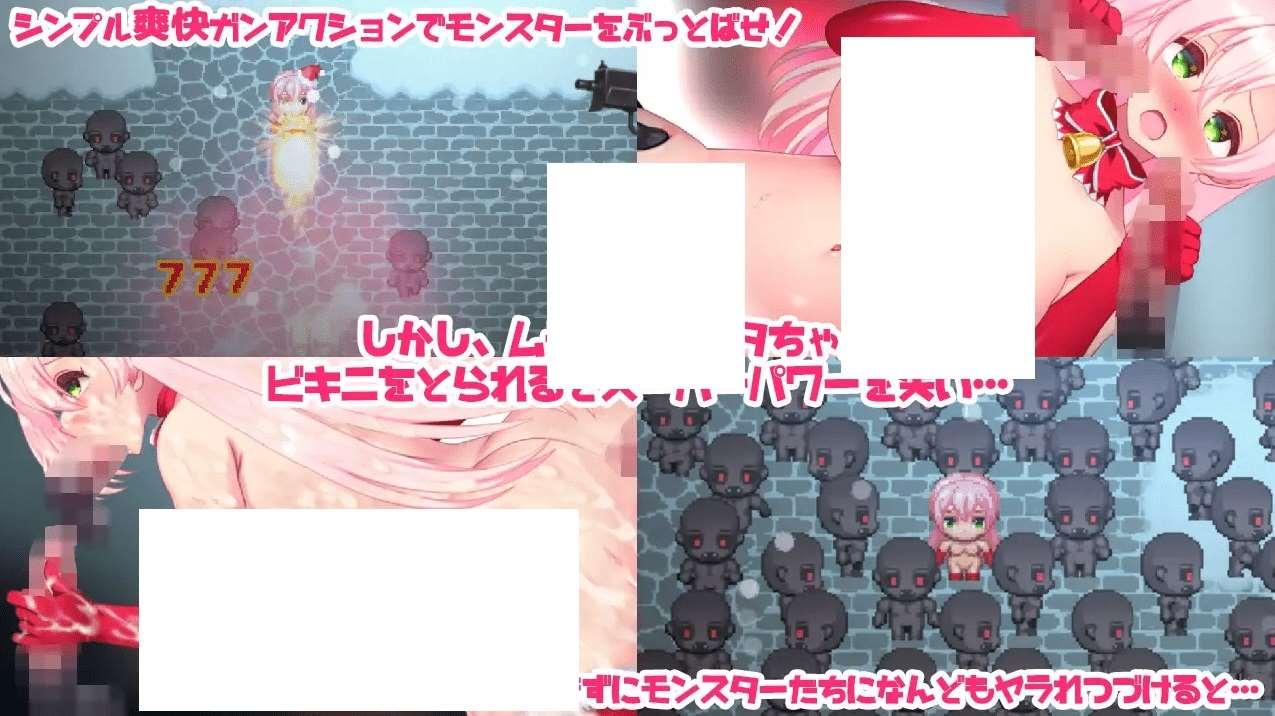 シンプル爽快ガンアクションでモンスターをぶっとばせ！
777
しかし、ム
タちゃ
ビキニをとられる
パワーを失い…
ずにモンスターたちになんどもヤラれつづけると…